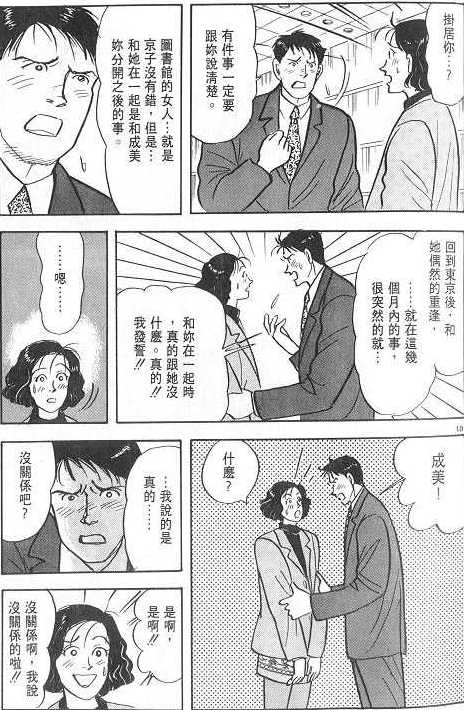 掛居你…?
有件事一定要
跟妳說清楚。
圖書館的女人…就是
京子沒有錯，但是…
和她在一起是和成美
妳分開之後的事。
回到東京後，和
她偶然的重逢，
……就在這幾
個月內的事，
很突然的就…
和妳在一起時
，真的跟她沒
什麼。真的!!
我發誓!!
……嗯……
10
成美！
什麼?
…我說的是
真的……
沒關係吧?
是啊，
是啊!!
沒關係啊，我說
沒關係的啦!!